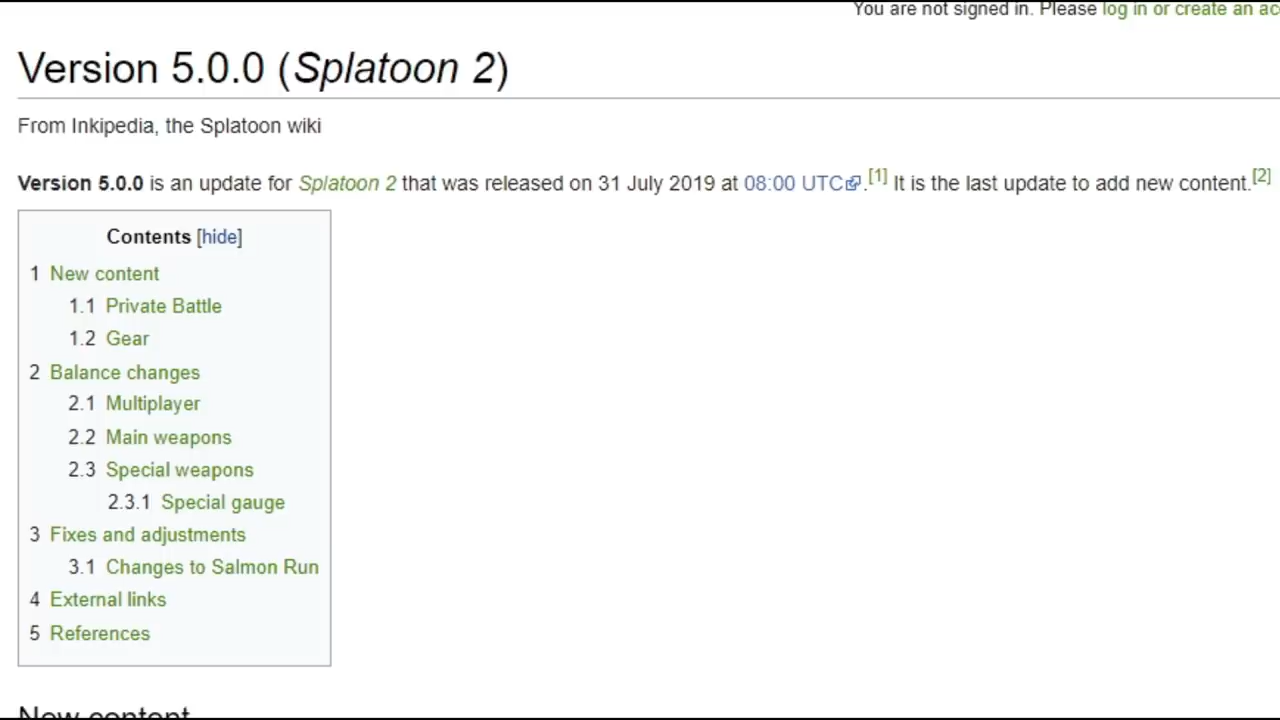 You are not signed in. Please log in or create an ac
Version 5.0.0 (Splatoon 2)
From Inkipedia, the Splatoon wiki
Version 5.0.0 is an update for Splatoon 2 that was released on 31 July 2019 at 08:00 UTC.[1] It is the last update to add new content.[2]
Contents [hide]
1 New content
1.1 Private Battle
1.2 Gear
2 Balance changes
2.1 Multiplayer
2.2 Main weapons
2.3 Special weapons
2.3.1 Special gauge
3 Fixes and adjustments
3.1 Changes to Salmon Run
4 External links
5 References
New content